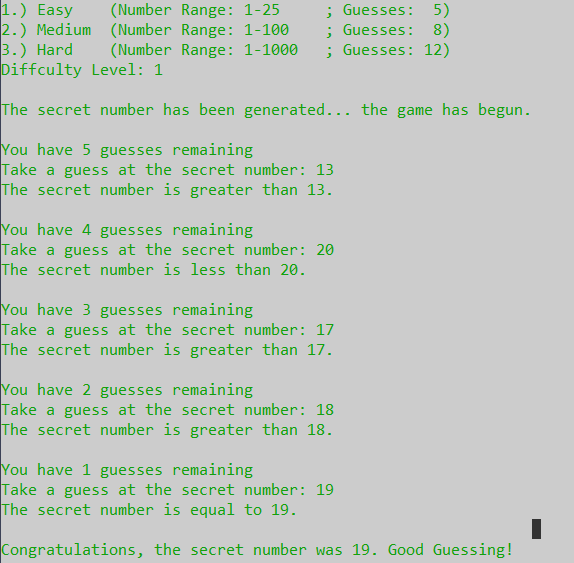 1.) Easy    (Number Range: 1-25     ; Guesses:  5)
2.) Medium  (Number Range: 1-100    ; Guesses:  8)
3.) Hard    (Number Range: 1-1000   ; Guesses: 12)
Diffculty Level: 1

The secret number has been generated... the game has begun.

You have 5 guesses remaining
Take a guess at the secret number: 13
The secret number is greater than 13.

You have 4 guesses remaining
Take a guess at the secret number: 20
The secret number is less than 20.

You have 3 guesses remaining
Take a guess at the secret number: 17
The secret number is greater than 17.

You have 2 guesses remaining
Take a guess at the secret number: 18
The secret number is greater than 18.

You have 1 guesses remaining
Take a guess at the secret number: 19
The secret number is equal to 19.

Congratulations, the secret number was 19. Good Guessing!